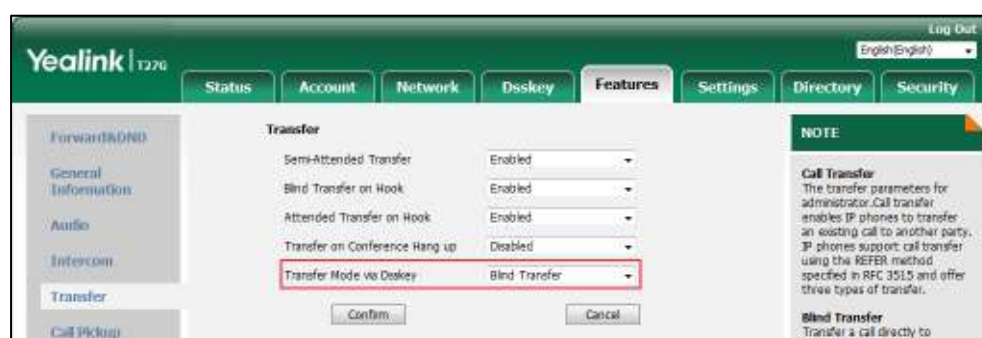 Log Out
Yealink T27G
English(English)
Status Account Network Dsskey Features Settings Directory Security
Forward&DND
General
Information
Audio
Intercom
Transfer
Call Pickup
Transfer
Semi-Attended Transfer Enabled
Blind Transfer on Hook Enabled
Attended Transfer on Hook Enabled
Transfer on Conference Hang up Disabled
Transfer Mode via Dsskey Blind Transfer
Confirm Cancel
NOTE
Call Transfer
The transfer parameters for
administrator.Call transfer
enables IP phones to transfer
an existing call to another party.
IP phones support call transfer
using the REFER method
specified in RFC 3515 and offer
three types of transfer.
Blind Transfer
Transfer a call directly to